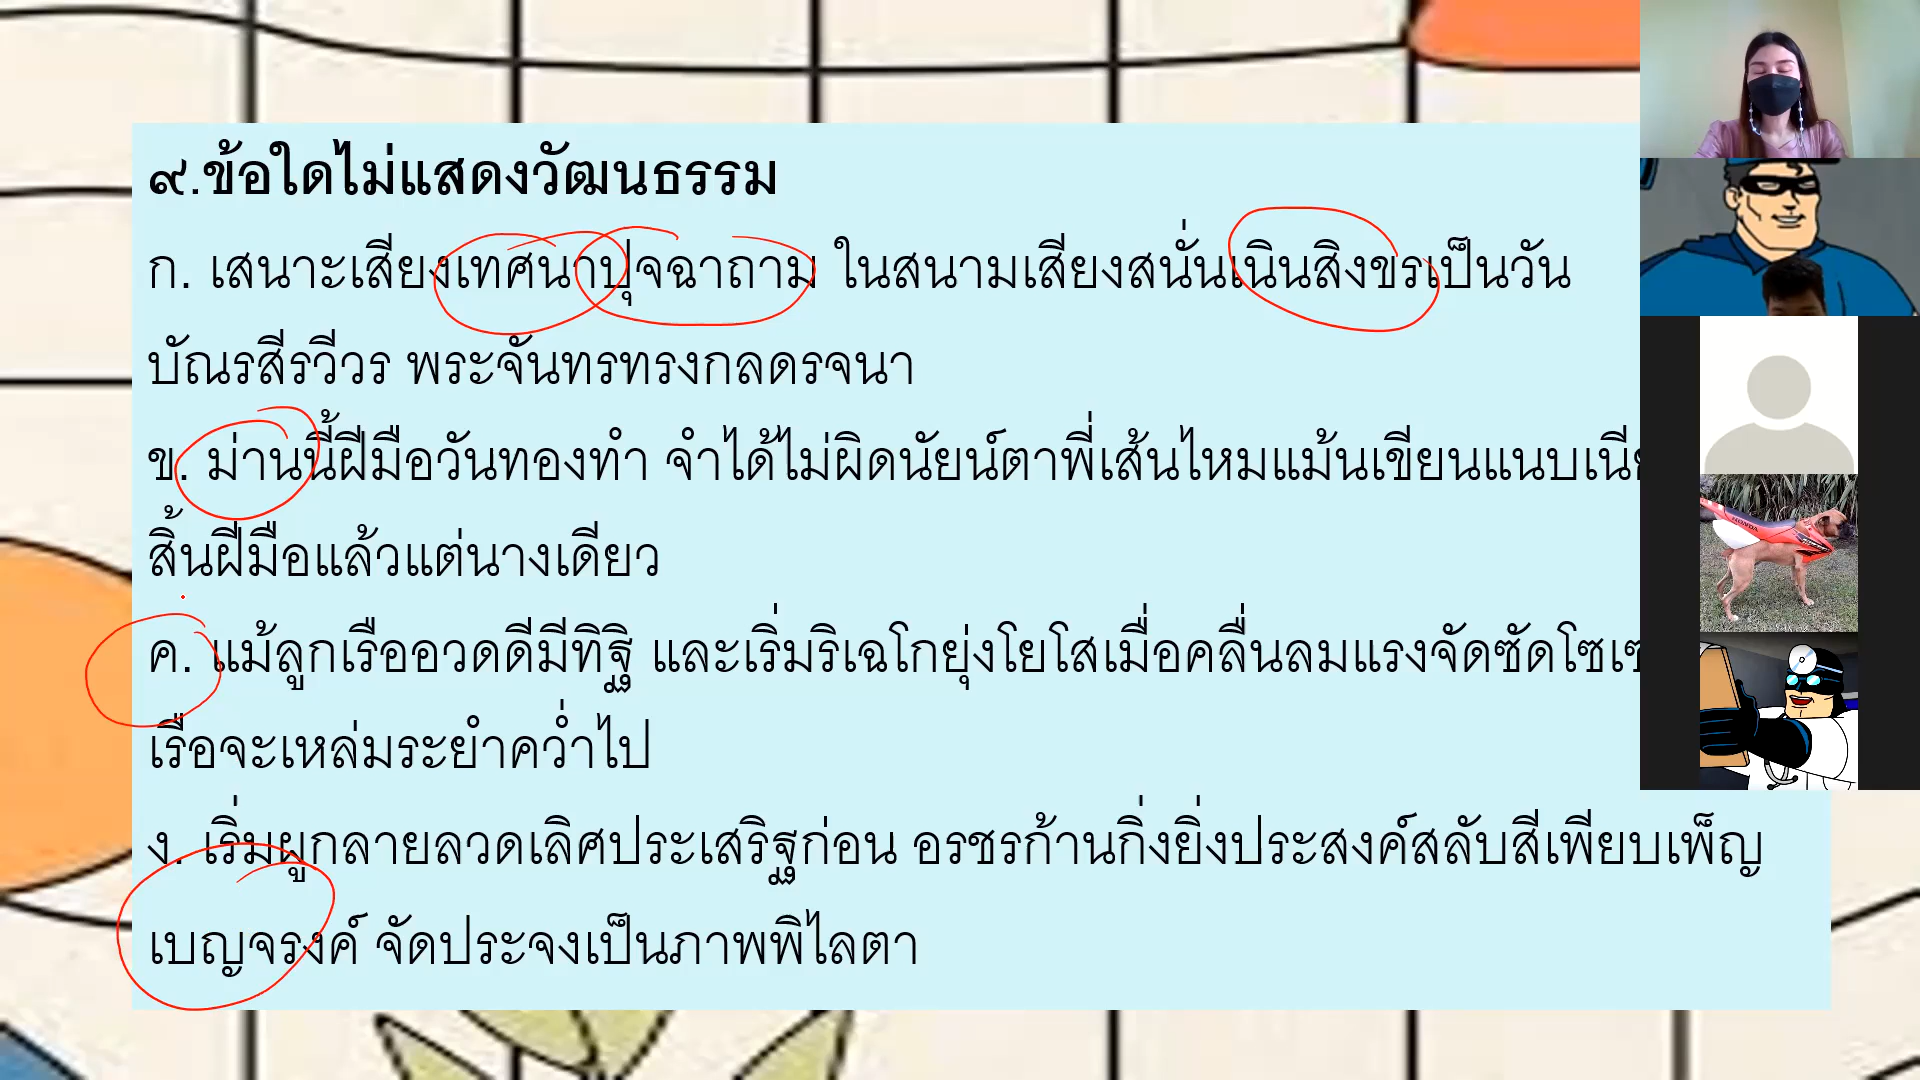 ๙.ข้อใดไม่แสดงวัฒนธรรม
ก. เสนาะเสียงเทศนาปุจฉาถาม ในสนามเสียงสนั่นเนินสิงขรเป็นวัน
บัณรสีรวีวร พระจันทรทรงกลดรจนา
ข. ม่านนี้ฝีมือวันทองทำ จำได้ไม่ผิดนัยน์ตาพี่เส้นไหมแม้นเขียนแนบ
สิ้นฝีมือแล้วแต่นางเดียว
ค. แม้ลูกเรืออวดดีมีทิฐิ และเริ่มริเฉโกยุ่งโยโสเมื่อคลื่นลมแรงจัดซัด
เรือจะเหล่มระยำคว่ำไป
ง. เริ่มผูกลายลวดเลิศประเสริฐก่อน อรชรก้านกิ่งยิ่งประสงค์สลับสีเพียบเพ็ญ
เบญจรงค์ จัดประจงเป็นภาพพิไลตา
HONDA